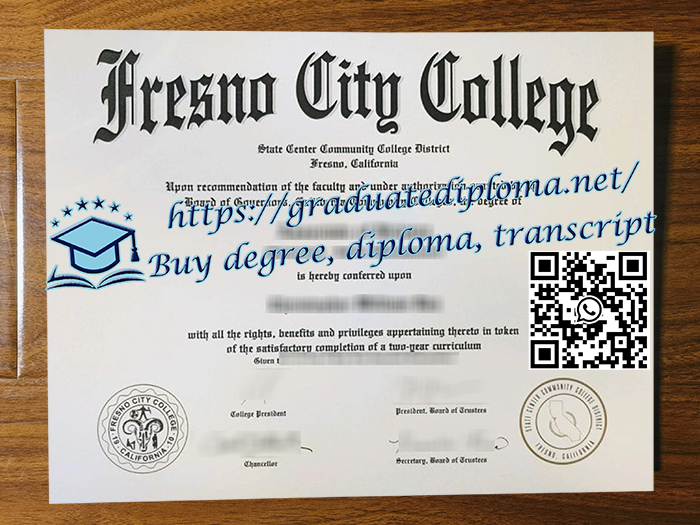 Fresno City College
State Center Community College District
Fresno, California
Upon recommendation of the faculty and under authorization
Board of Governors, degree of
https://graduatediploma.net/
Buy degree, diploma, transcript
is hereby conferred upon
with all the rights, benefits and privileges appertaining thereto in token
of the satisfactory completion of a two-year curriculum
Given
College President
President, Board of Trustees
Chancellor
Secretary, Board of Trustees
FRESNO CITY COLLEGE
19 10
CALIFORNIA
STATE CENTER COMMUNITY COLLEGE DISTRICT
FRESNO, CALIFORNIA